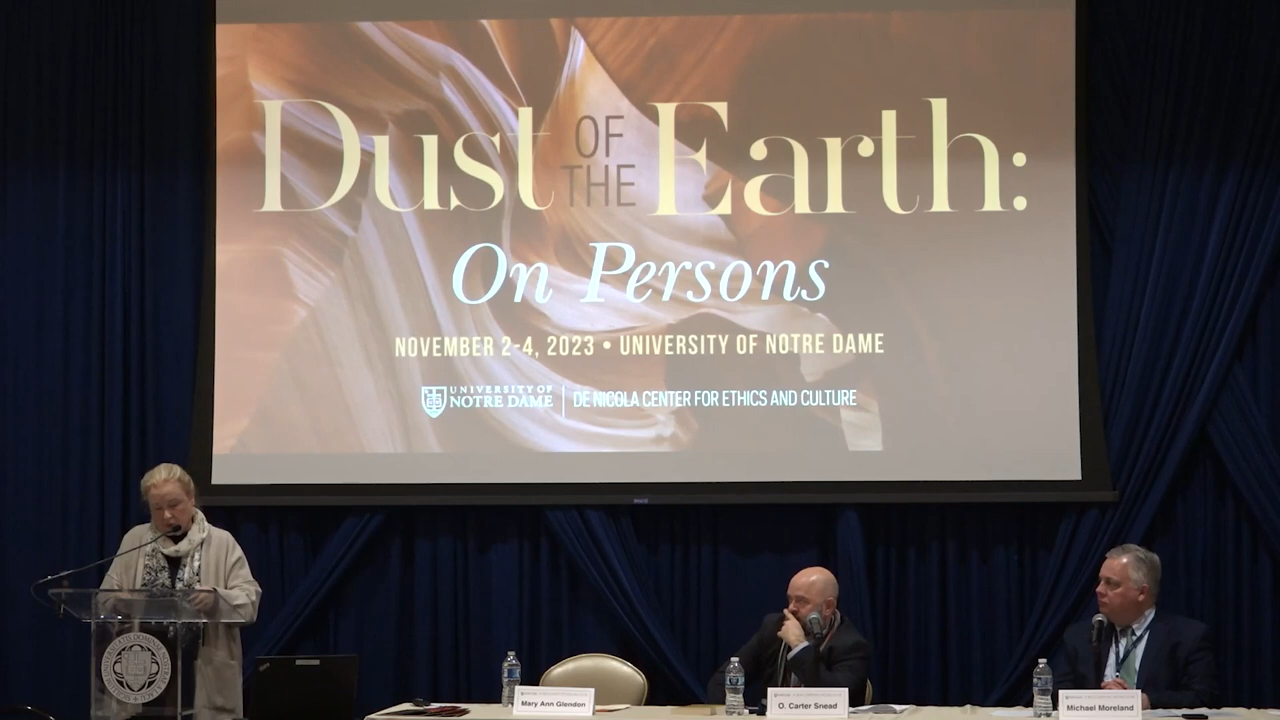 Dust OF THE Earth:
On Persons
NOVEMBER 2-4, 2023 • UNIVERSITY OF NOTRE DAME
UNIVERSITY OF
NOTRE DAME
DE NICOLA CENTER FOR ETHICS AND CULTURE
Mary Ann Glendon
O. Carter Snead
Michael Moreland